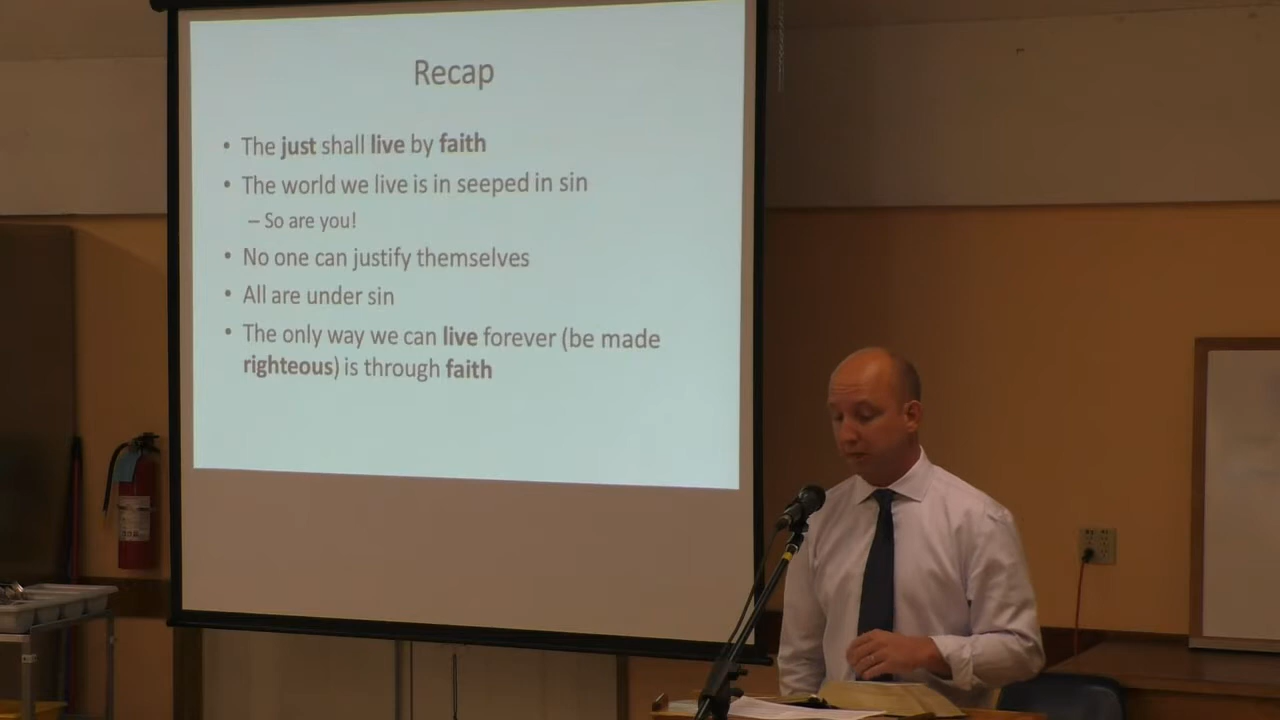 Recap
• The just shall live by faith
• The world we live is in seeped in sin
– So are you!
• No one can justify themselves
• All are under sin
• The only way we can live forever (be made
righteous) is through faith